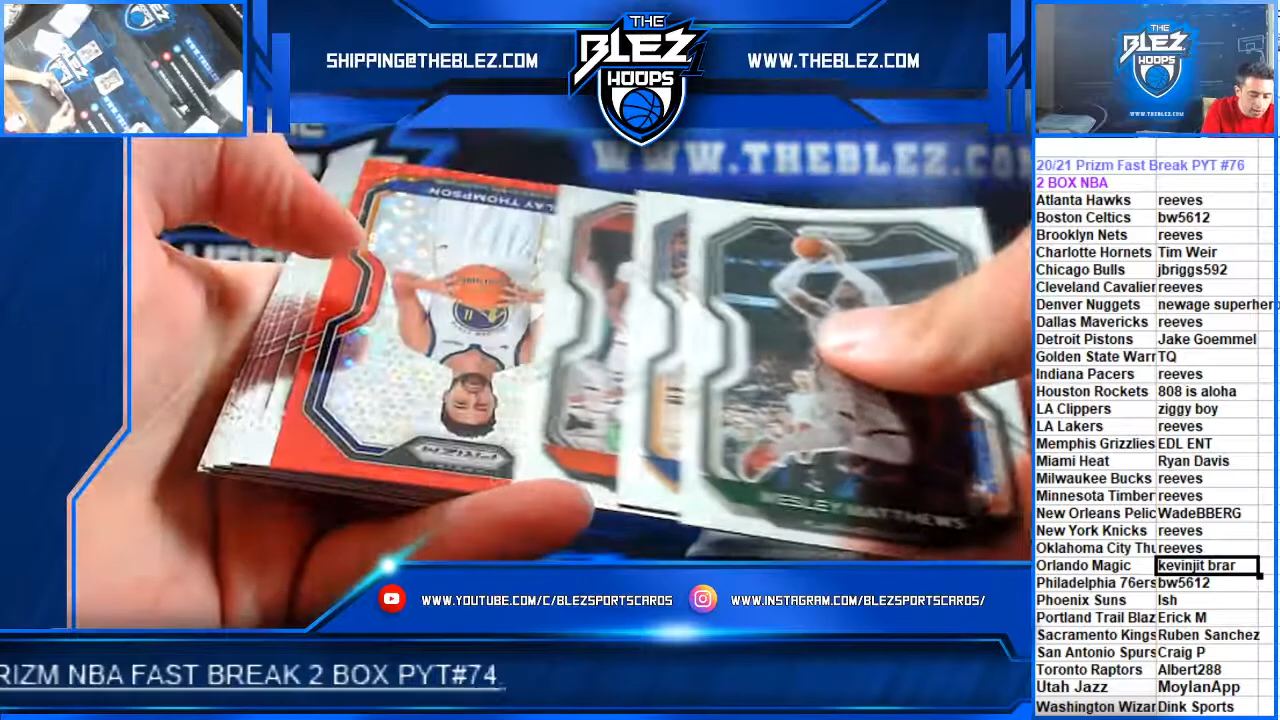 SHIPPING@THEBLEZ.COM
THE
BLEZ
HOOPS
WWW.THEBLEZ.COM
THE
BLEZ
HOOPS
WWW.THEBLEZ.COM
WWW.THEBLEZ.CO
LAY THOMPSON
PRIZM
WESLEY MATTHEWS
20/21 Prizm Fast Break PYT #76
2 BOX NBA
Atlanta Hawks reeves
Boston Celtics bw5612
Brooklyn Nets reeves
Charlotte Hornets Tim Weir
Chicago Bulls jbriggs592
Cleveland Cavalier reeves
Denver Nuggets newage superhero
Dallas Mavericks reeves
Detroit Pistons Jake Goemmel
Golden State Warr TQ
Indiana Pacers reeves
Houston Rockets 808 is aloha
LA Clippers ziggy boy
LA Lakers reeves
Memphis Grizzlies EDL ENT
Miami Heat Ryan Davis
Milwaukee Bucks reeves
Minnesota Timber reeves
New Orleans Pelic WadeBBERG
New York Knicks reeves
Oklahoma City Thu reeves
Orlando Magic kevinjit brar
Philadelphia 76ers bw5612
Phoenix Suns Ish
Portland Trail Blaz Erick M
Sacramento Kings Ruben Sanchez
San Antonio Spurs Craig P
Toronto Raptors Albert288
Utah Jazz MoylanApp
Washington Wizar Dink Sports
WWW.YOUTUBE.COM/C/BLEZSPORTSCARDS
WWW.INSTAGRAM.COM/BLEZSPORTSCARDS/
RIZM NBA FAST BREAK 2 BOX PYT#74